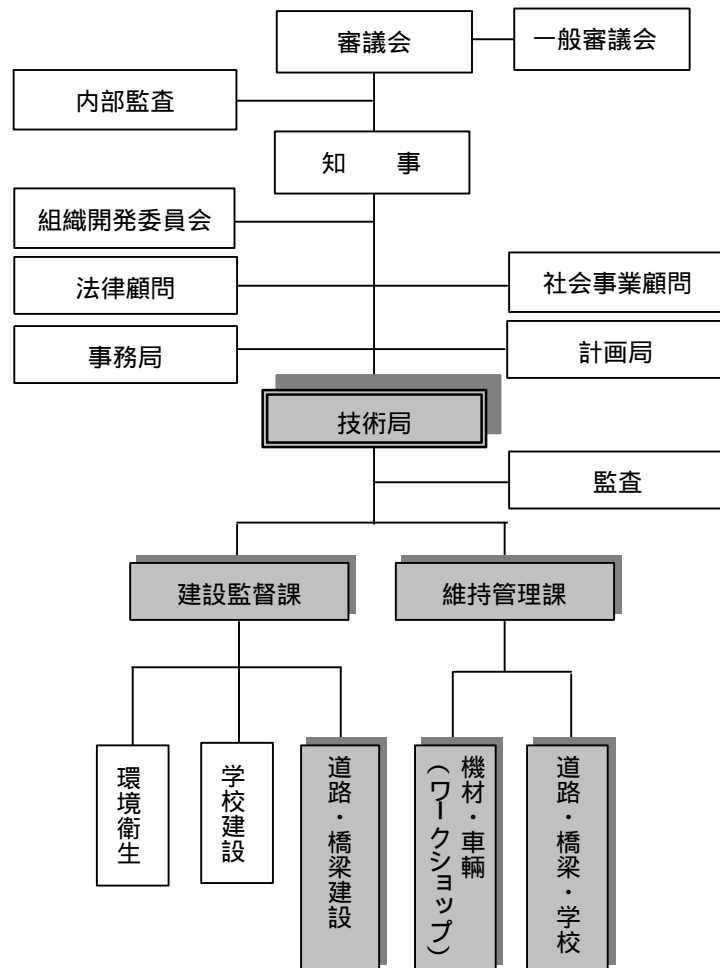 審議会
一般審議会
内部監査
知　　事
組織開発委員会
法律顧問
社会事業顧問
事務局
計画局
技術局
監査
建設監督課
維持管理課
環境衛生
学校建設
道路・橋梁建設
機材・車輛
（ワークショップ）
道路・橋梁・学校